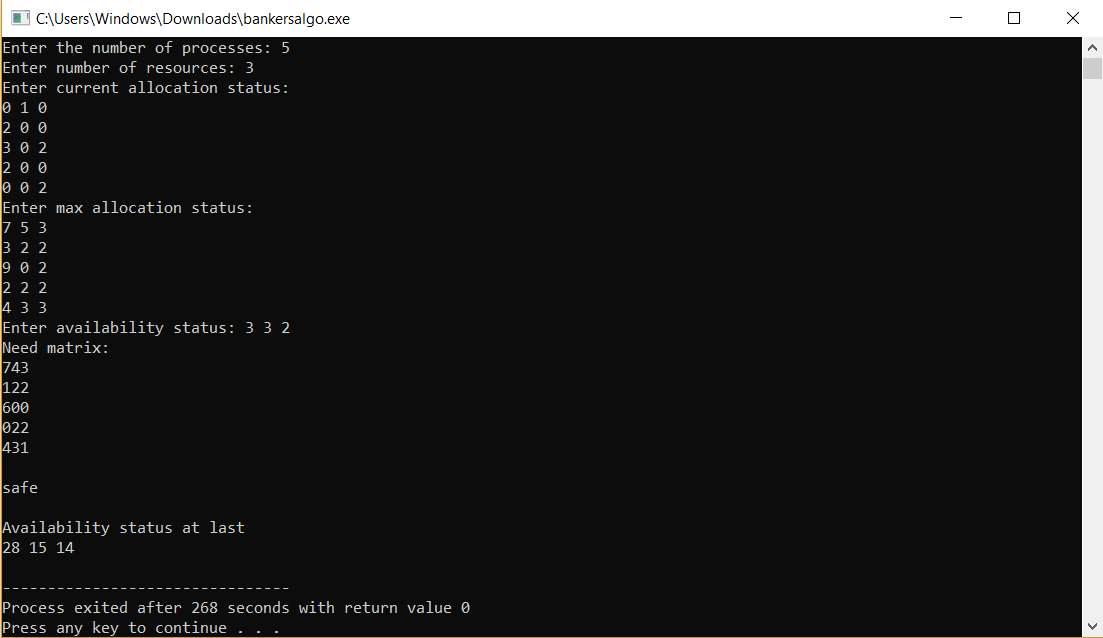 C:\Users\Windows\Downloads\bankersalgo.exe
Enter the number of processes: 5
Enter number of resources: 3
Enter current allocation status:
0 1 0
2 0 0
3 0 2
2 0 0
0 0 2
Enter max allocation status:
7 5 3
3 2 2
9 0 2
2 2 2
4 3 3
Enter availability status: 3 3 2
Need matrix:
743
122
600
022
431
safe
Availability status at last
28 15 14
--------------------------------
Process exited after 268 seconds with return value 0
Press any key to continue . . .